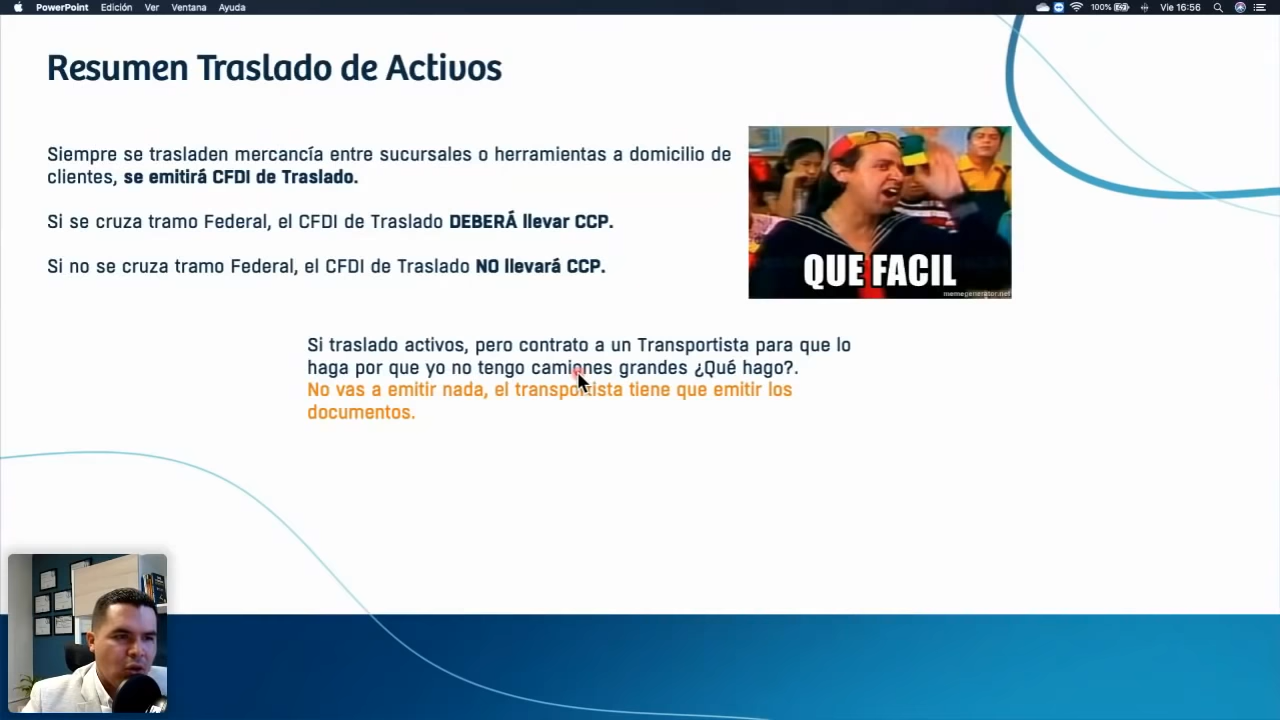 PowerPoint Edición Ver Ventana Ayuda 100% Vie 16:56
Resumen Traslado de Activos
Siempre se trasladen mercancía entre sucursales o herramientas a domicilio de
clientes, se emitirá CFDI de Traslado.
Si se cruza tramo Federal, el CFDI de Traslado DEBERÁ llevar CCP.
Si no se cruza tramo Federal, el CFDI de Traslado NO llevará CCP.
QUE FACIL
memegenerator.net
Si traslado activos, pero contrato a un Transportista para que lo
haga por que yo no tengo camiones grandes ¿Qué hago?.
No vas a emitir nada, el transportista tiene que emitir los
documentos.